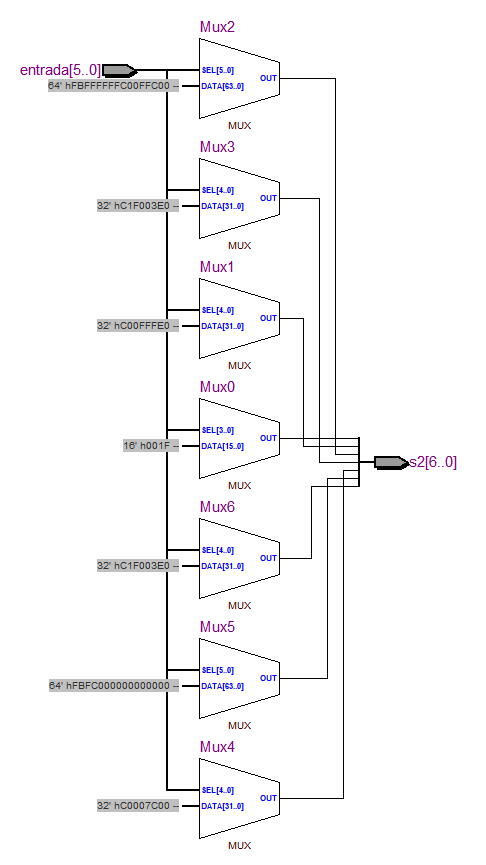 Mux2
entrada[5..0]
SEL[5..0]
OUT
64' hFBFFFFFFC00FFC00
DATA[63..0]
MUX
Mux3
SEL[4..0]
OUT
32' hC1F003E0
DATA[31..0]
MUX
Mux1
SEL[4..0]
OUT
32' hC00FFFE0
DATA[31..0]
MUX
Mux0
SEL[3..0]
OUT
16' h001F
DATA[15..0]
MUX
s2[6..0]
Mux6
SEL[4..0]
OUT
32' hC1F003E0
DATA[31..0]
MUX
Mux5
SEL[5..0]
OUT
64' hFBFC000000000000
DATA[63..0]
MUX
Mux4
SEL[4..0]
OUT
32' hC0007C00
DATA[31..0]
MUX